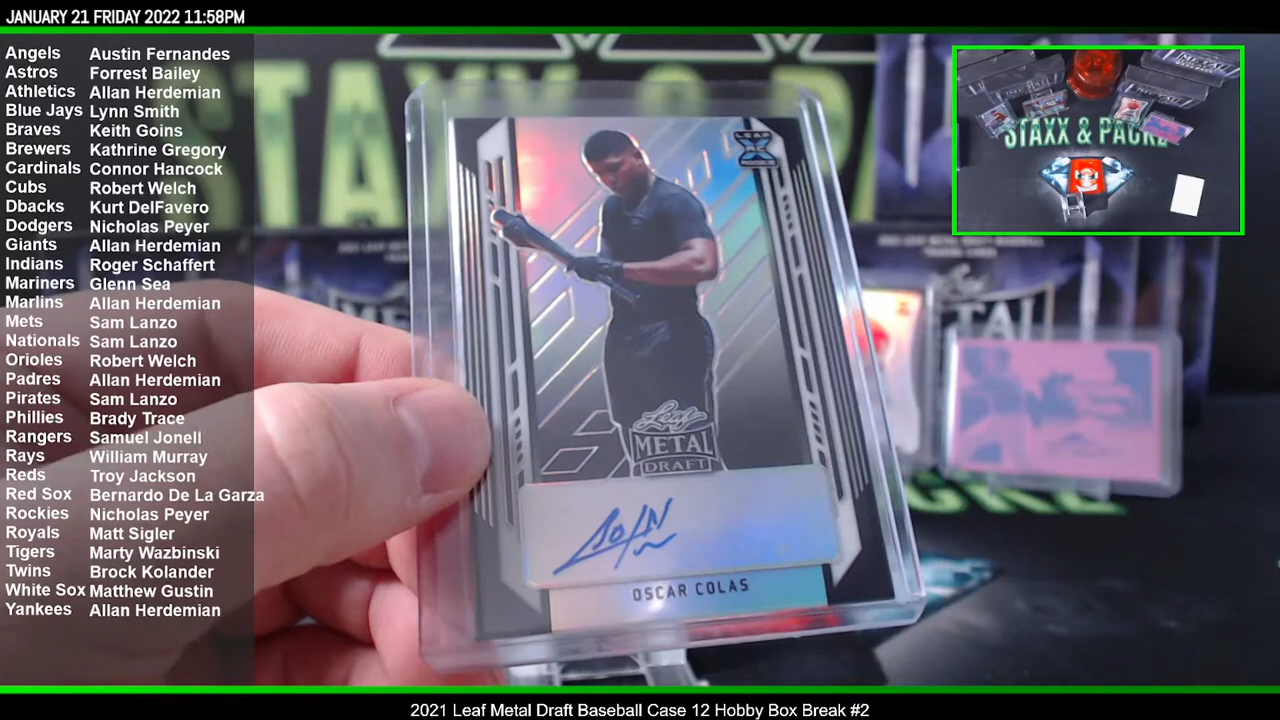 JANUARY 21 FRIDAY 2022 11:58PM
Angels Austin Fernandes
Astros Forrest Bailey
Athletics Allan Herdemian
Blue Jays Lynn Smith
Braves Keith Goins
Brewers Kathrine Gregory
Cardinals Connor Hancock
Cubs Robert Welch
Dbacks Kurt DelFavero
Dodgers Nicholas Peyer
Giants Allan Herdemian
Indians Roger Schaffert
Mariners Glenn Sea
Marlins Allan Herdemian
Mets Sam Lanzo
Nationals Sam Lanzo
Orioles Robert Welch
Padres Allan Herdemian
Pirates Sam Lanzo
Phillies Brady Trace
Rangers Samuel Jonell
Rays William Murray
Reds Troy Jackson
Red Sox Bernardo De La Garza
Rockies Nicholas Peyer
Royals Matt Sigler
Tigers Marty Wazbinski
Twins Brock Kolander
White Sox Matthew Gustin
Yankees Allan Herdemian
STAXX & PA
STAXX & PACKZ
LEAF
X
RC
Leaf
METAL
DRAFT
OSCAR COLAS
2021 Leaf Metal Draft Baseball Case 12 Hobby Box Break #2